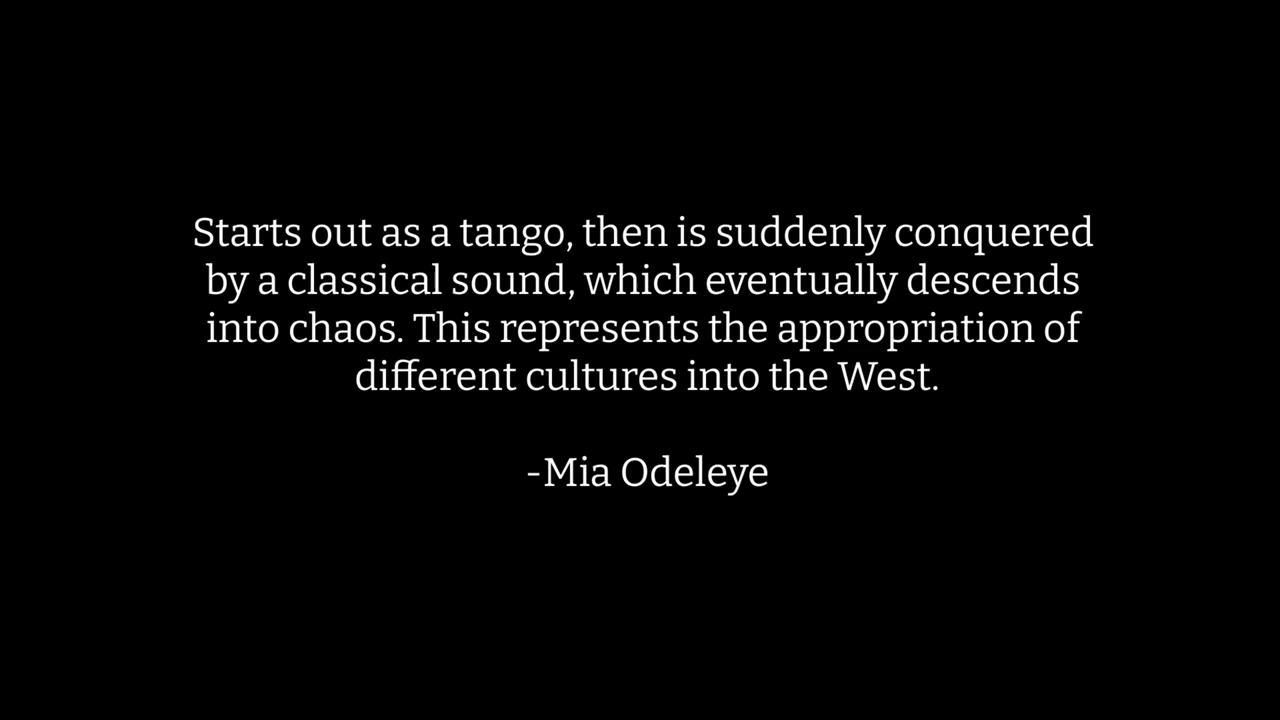 Starts out as a tango, then is suddenly conquered
by a classical sound, which eventually descends
into chaos. This represents the appropriation of
different cultures into the West.
-Mia Odeleye